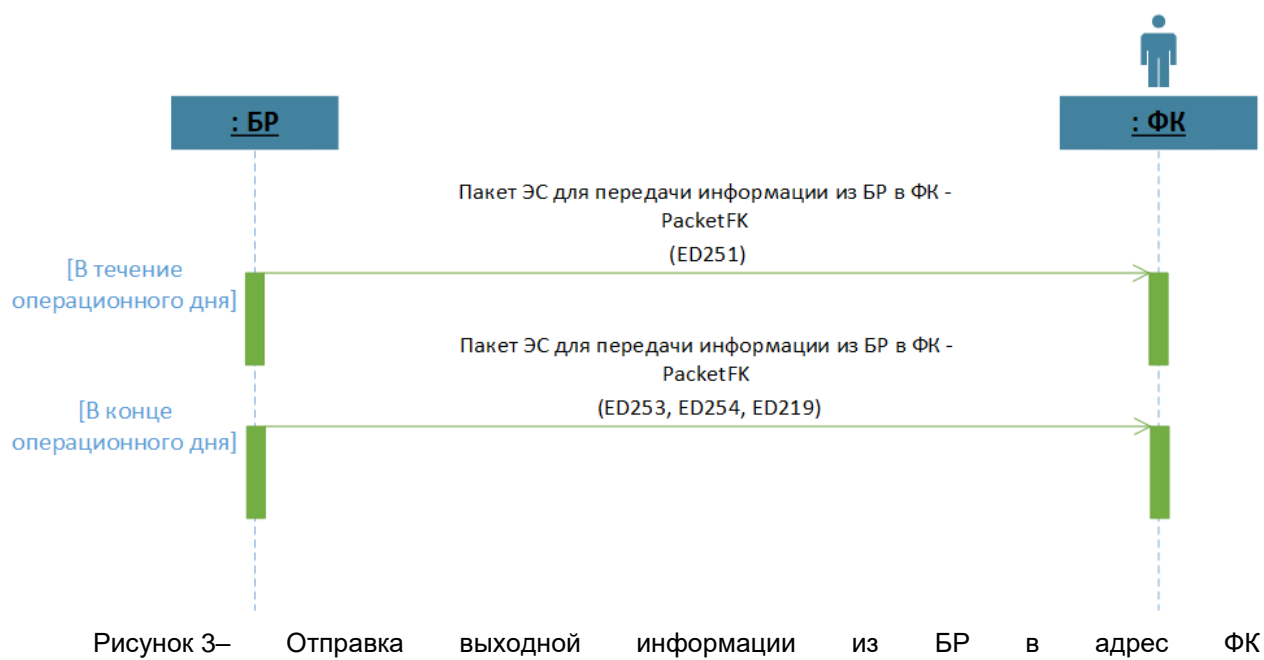 : БР
: ФК
Пакет ЭС для передачи информации из БР в ФК -
PacketFK
(ED251)
[В течение
операционного дня]
Пакет ЭС для передачи информации из БР в ФК -
PacketFK
(ED253, ED254, ED219)
[В конце
операционного дня]
Рисунок 3– Отправка выходной информации из БР в адрес ФК